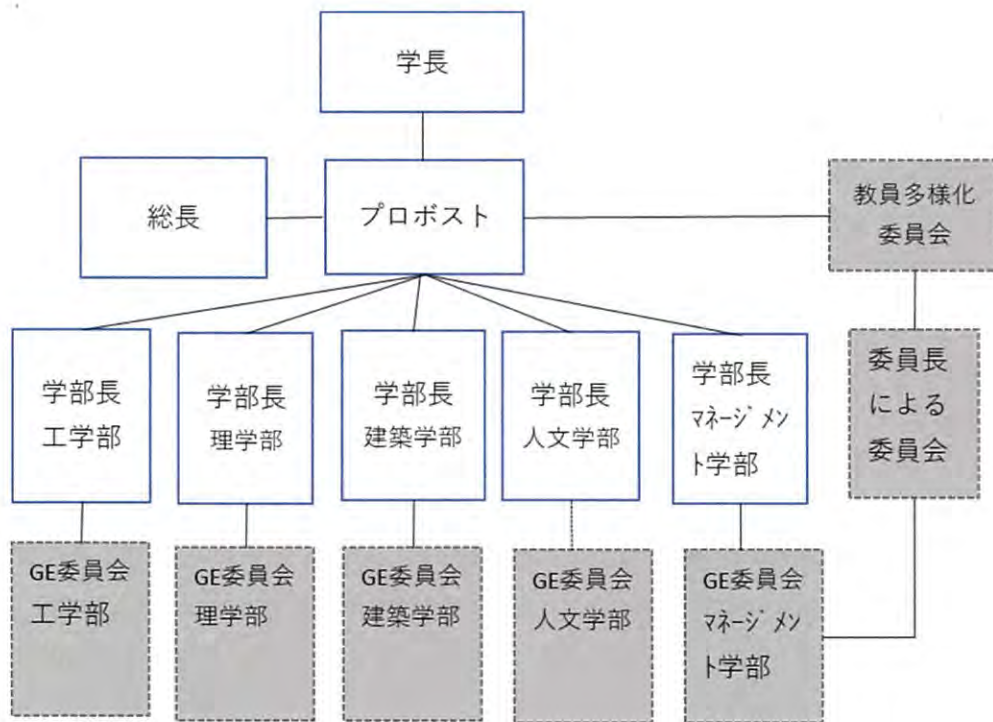 学長
総長
プロボスト
教員多様化
委員会
学部長
工学部
学部長
理学部
学部長
建築学部
学部長
人文学部
学部長
ﾏﾈｰｼﾞﾒﾝ
ﾄ学部
委員長
による
委員会
GE委員会
工学部
GE委員会
理学部
GE委員会
建築学部
GE委員会
人文学部
GE委員会
ﾏﾈｰｼﾞﾒﾝ
ﾄ学部